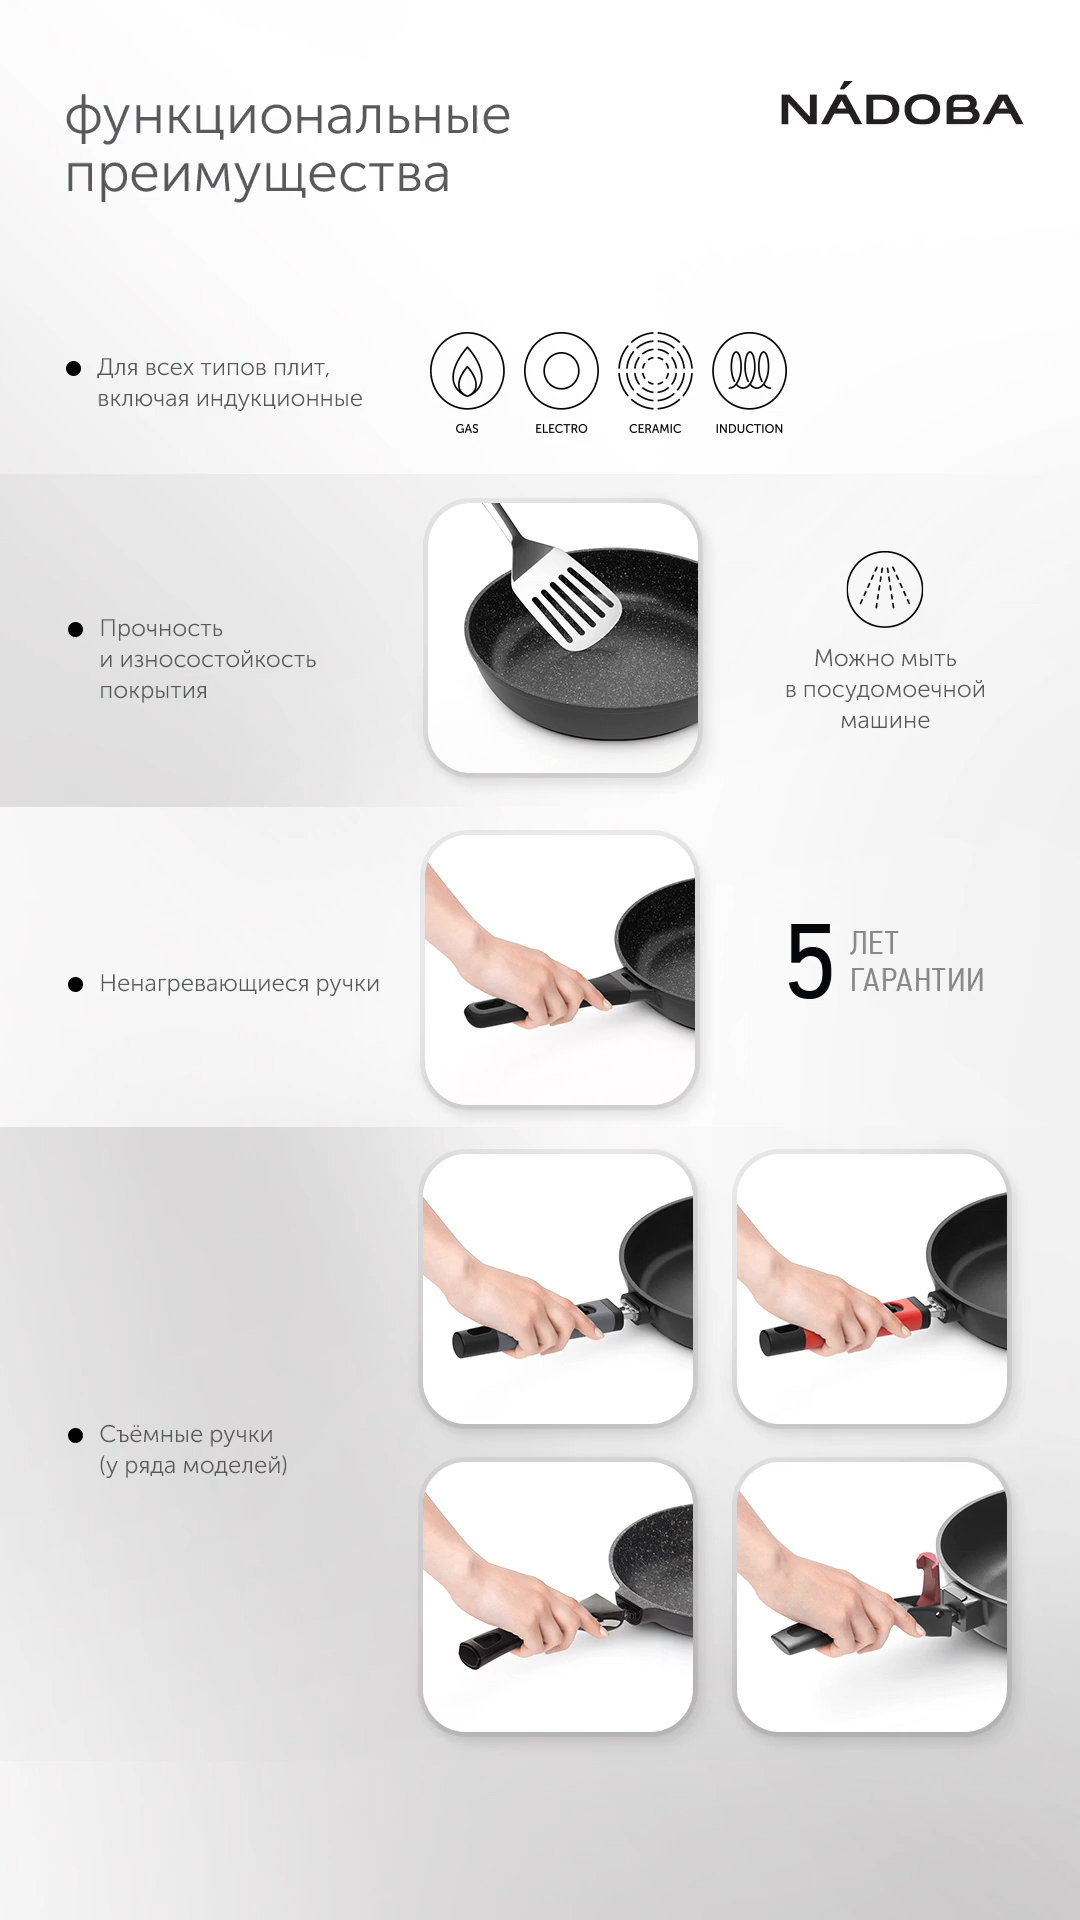 функциональные
преимущества
NÁDOBA
Для всех типов плит,
включая индукционные
GAS
ELECTRO
CERAMIC
INDUCTION
Прочность
и износостойкость
покрытия
Можно мыть
в посудомоечной
машине
Ненагревающиеся ручки
5 ЛЕТ
ГАРАНТИИ
Съёмные ручки
(у ряда моделей)